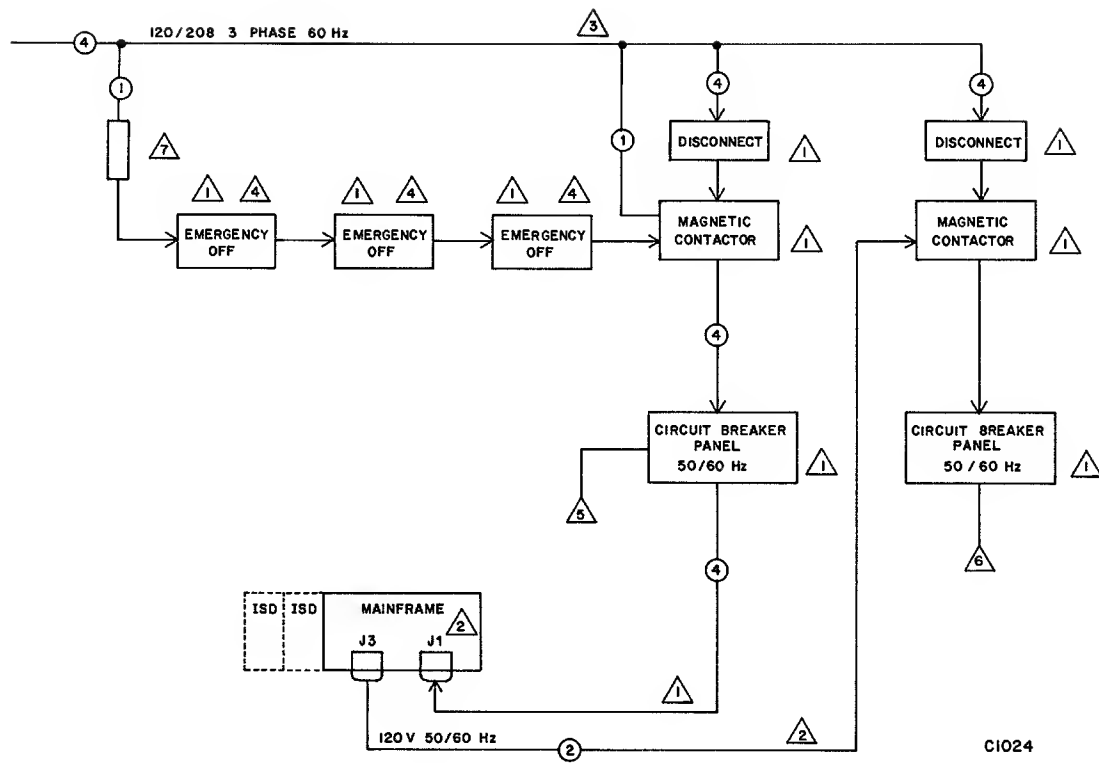 120/208 3 PHASE 60 Hz
3
4
1
4
4
7
1
DISCONNECT
1
DISCONNECT
1
1
4
1
4
1
4
EMERGENCY
OFF
EMERGENCY
OFF
EMERGENCY
OFF
MAGNETIC
CONTACTOR
1
MAGNETIC
CONTACTOR
1
4
CIRCUIT BREAKER
PANEL
50/60 Hz
1
CIRCUIT BREAKER
PANEL
50/60 Hz
1
5
6
4
ISD
ISD
MAINFRAME
2
J3
J1
1
120V 50/60 Hz
2
2
C1024